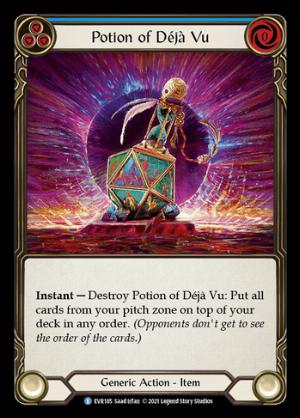 Potion of Déjà Vu
0
Instant — Destroy Potion of Déjà Vu: Put all
cards from your pitch zone on top of your
deck in any order. (Opponents don't get to see
the order of the cards.)
Generic Action - Item
EVR185 Saad Irfan © 2021 Legend Story Studios